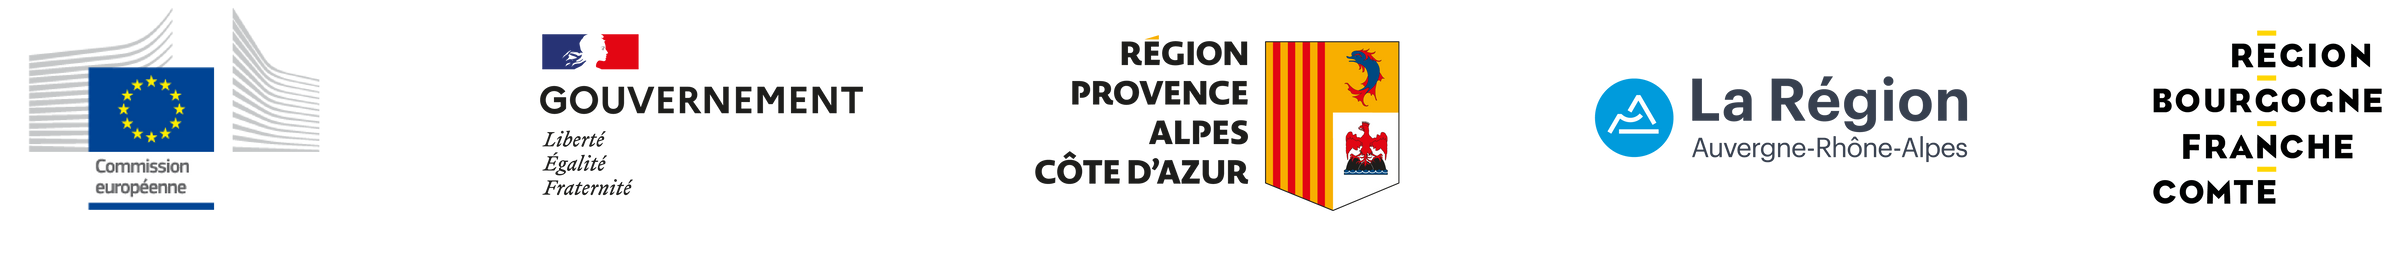 Commission
européenne
GOUVERNEMENT
Liberté
Égalité
Fraternité
RÉGION
PROVENCE
ALPES
CÔTE D'AZUR
La Région
Auvergne-Rhône-Alpes
REGION
BOURGOGNE
FRANCHE
COMTE